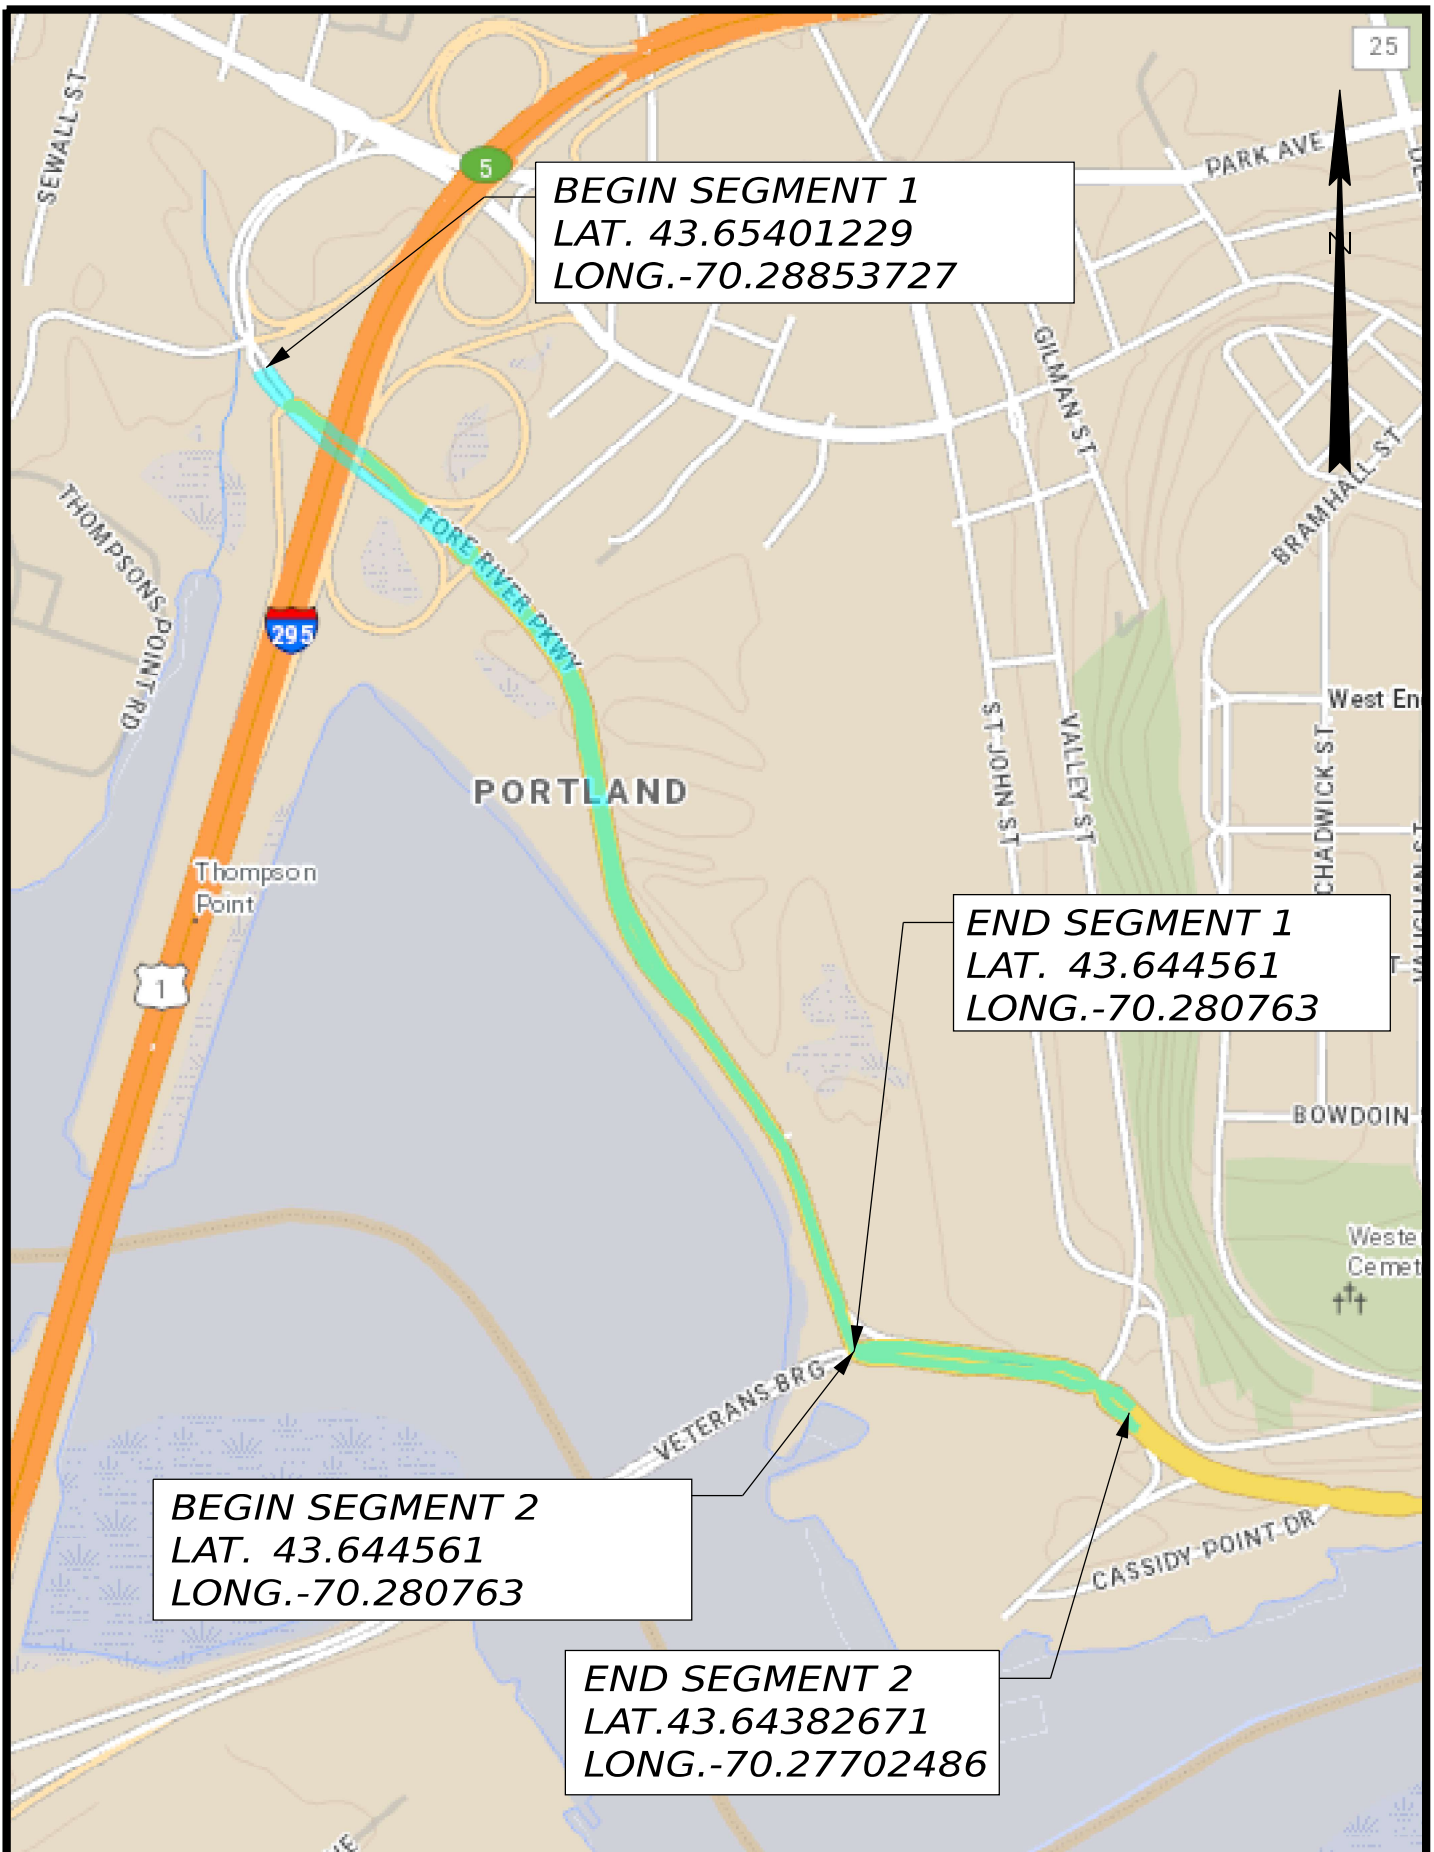 25
SEWALL ST
5
PARK AVE
BEGIN SEGMENT 1
LAT. 43.65401229
LONG.-70.28853727
N
GILMAN ST
BRAMHALL ST
THOMPSONS POINT RD
FORE RIVER PKWY
295
West En
ST JOHN ST
VALLEY ST
CHADWICK ST
PORTLAND
Thompson
Point
VAUGHAN ST
END SEGMENT 1
LAT. 43.644561
LONG.-70.280763
1
BOWDOIN
Weste
Cemet
VETERANS BRG
BEGIN SEGMENT 2
LAT. 43.644561
LONG.-70.280763
CASSIDY POINT DR
END SEGMENT 2
LAT.43.64382671
LONG.-70.27702486